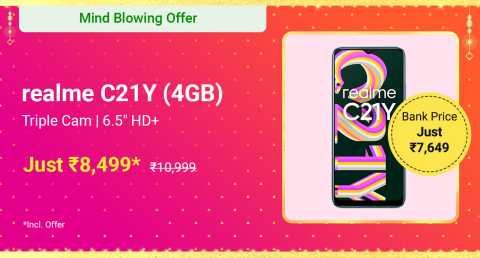 Mind Blowing Offer
realme C21Y (4GB)
Triple Cam | 6.5" HD+
Just ₹8,499* ₹10,999
*Incl. Offer
realme
C21Y
C21Y
Bank Price
Just
₹7,649